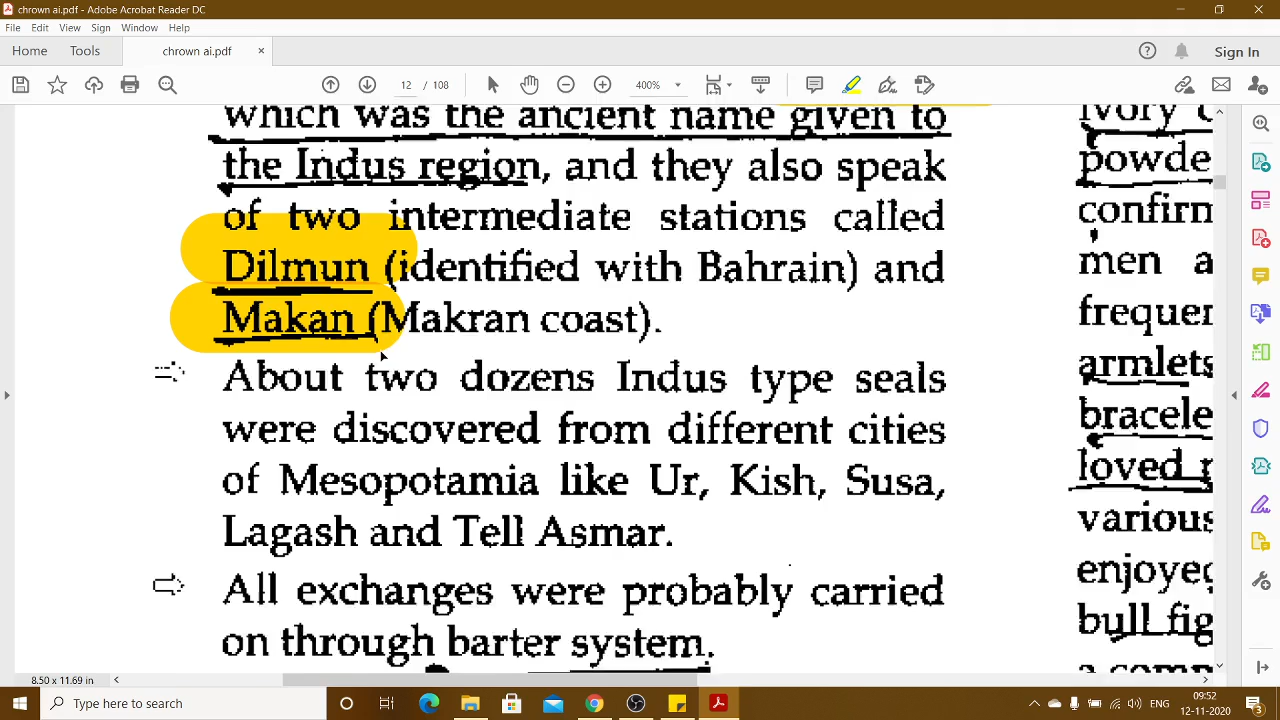 chrown ai.pdf - Adobe Acrobat Reader DC
File Edit View Sign Window Help
Home Tools chrown ai.pdf × Sign In
12 / 108 400%
which was the ancient name given to
the Indus region, and they also speak
of two intermediate stations called
Dilmun (identified with Bahrain) and
Makan (Makran coast).
About two dozens Indus type seals
were discovered from different cities
of Mesopotamia like Ur, Kish, Susa,
Lagash and Tell Asmar.
All exchanges were probably carried
on through barter system.
ivory
powde
confirm
men a
frequen
armlets
bracele
loved
various
enjoyed
bull fig
a comm
8.50 x 11.69 in
Type here to search
ENG
09:52
12-11-2020
3